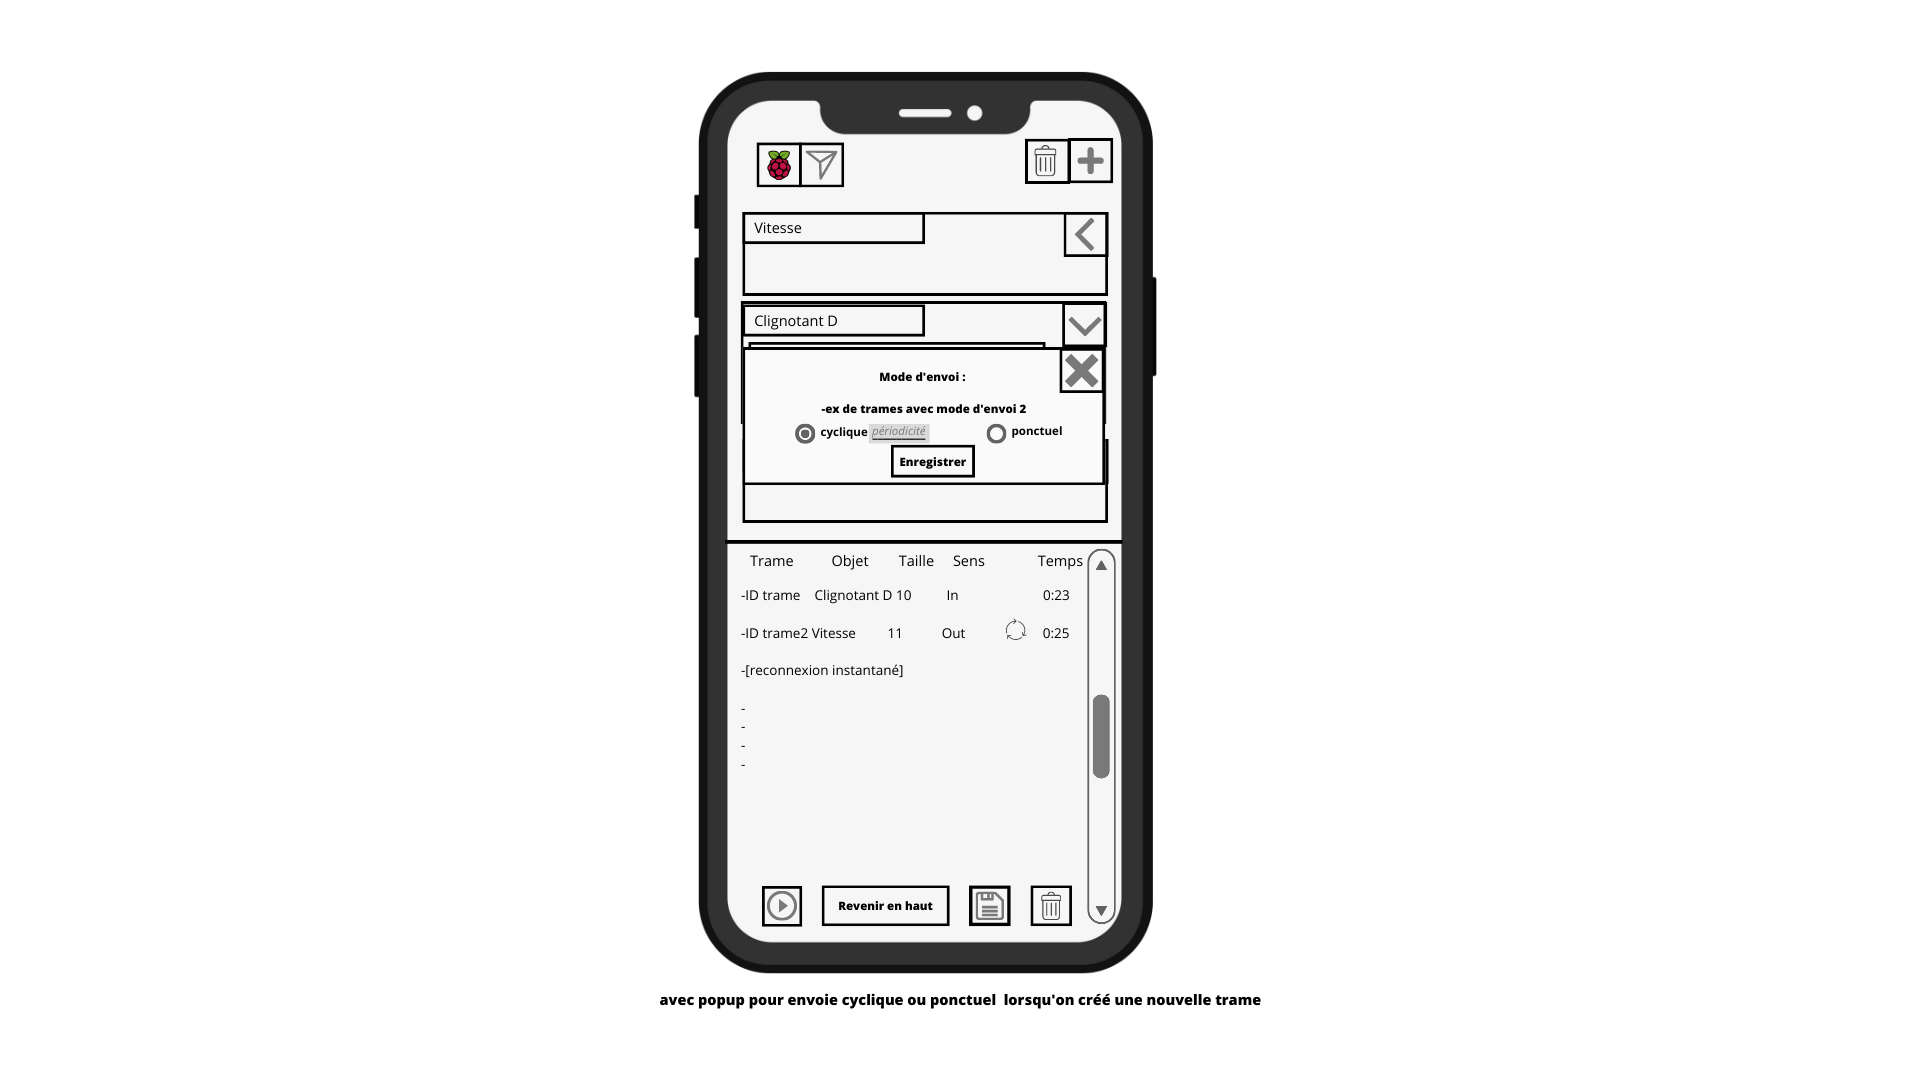 Vitesse
Clignotant D
Mode d'envoi :
-ex de trames avec mode d'envoi 2
cyclique périodicité ponctuel
Enregistrer
Trame Objet Taille Sens Temps
-ID trame Clignotant D 10 In 0:23
-ID trame2 Vitesse 11 Out 0:25
-[reconnexion instantané]
-
-
-
-
Revenir en haut
avec popup pour envoie cyclique ou ponctuel lorsqu'on créé une nouvelle trame